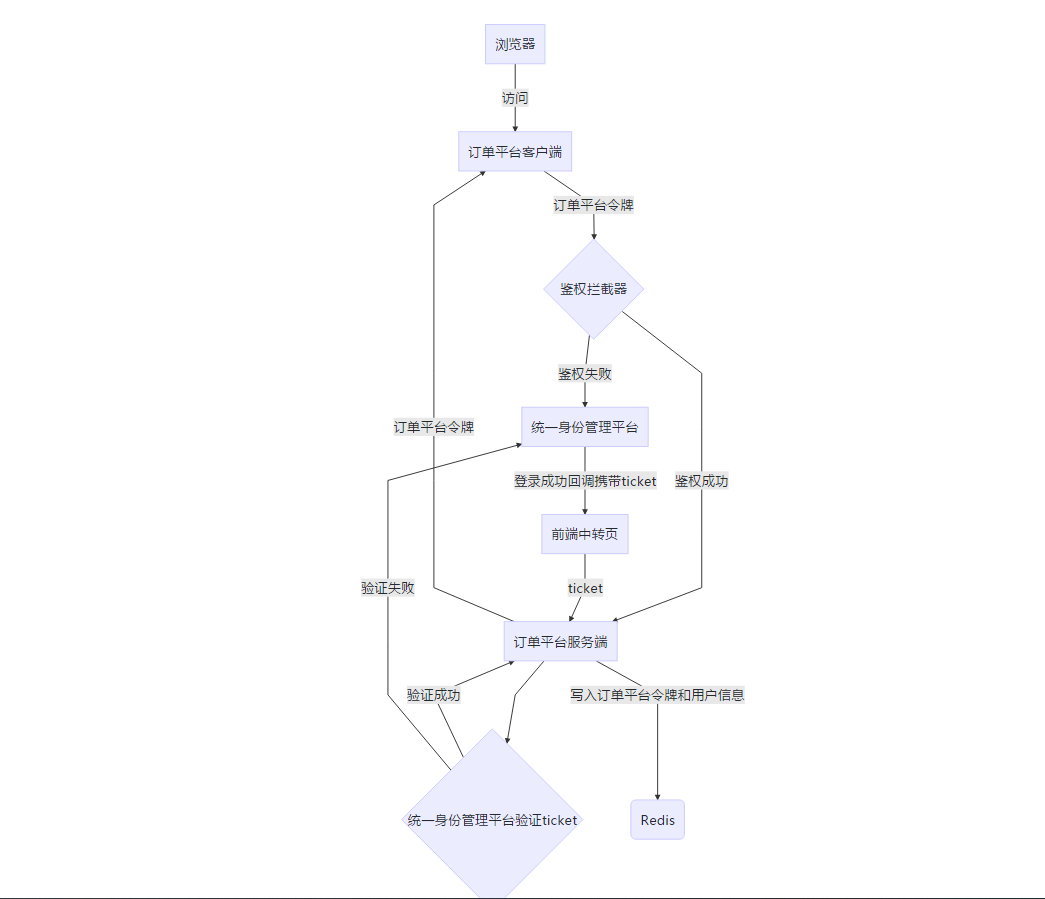 浏览器
访问
订单平台客户端
订单平台令牌
鉴权拦截器
鉴权失败
订单平台令牌
统一身份管理平台
登录成功回调携带ticket
鉴权成功
前端中转页
验证失败
ticket
订单平台服务端
验证成功
写入订单平台令牌和用户信息
统一身份管理平台验证ticket
Redis